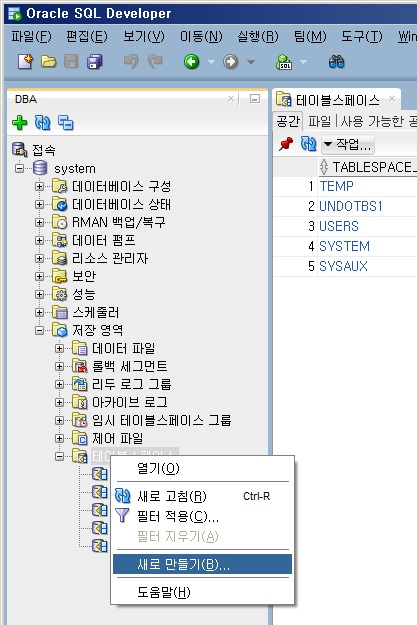 Oracle SQL Developer
파일(F) 편집(E) 보기(V) 이동(N) 실행(R) 팀(M) 도구(T) Win
SQL
DBA
접속
system
데이터베이스 구성
데이터베이스 상태
RMAN 백업/복구
데이터 펌프
리소스 관리자
보안
성능
스케줄러
저장 영역
데이터 파일
롤백 세그먼트
리두 로그 그룹
아카이브 로그
임시 테이블스페이스 그룹
제어 파일
테이블스페이스
열기(O)
새로 고침(R) Ctrl-R
필터 적용(C)...
필터 지우기(A)
새로 만들기(B)...
도움말(H)
테이블스페이스
공간 파일 사용 가능한 공
작업...
TABLESPACE_
1 TEMP
2 UNDOTBS1
3 USERS
4 SYSTEM
5 SYSAUX